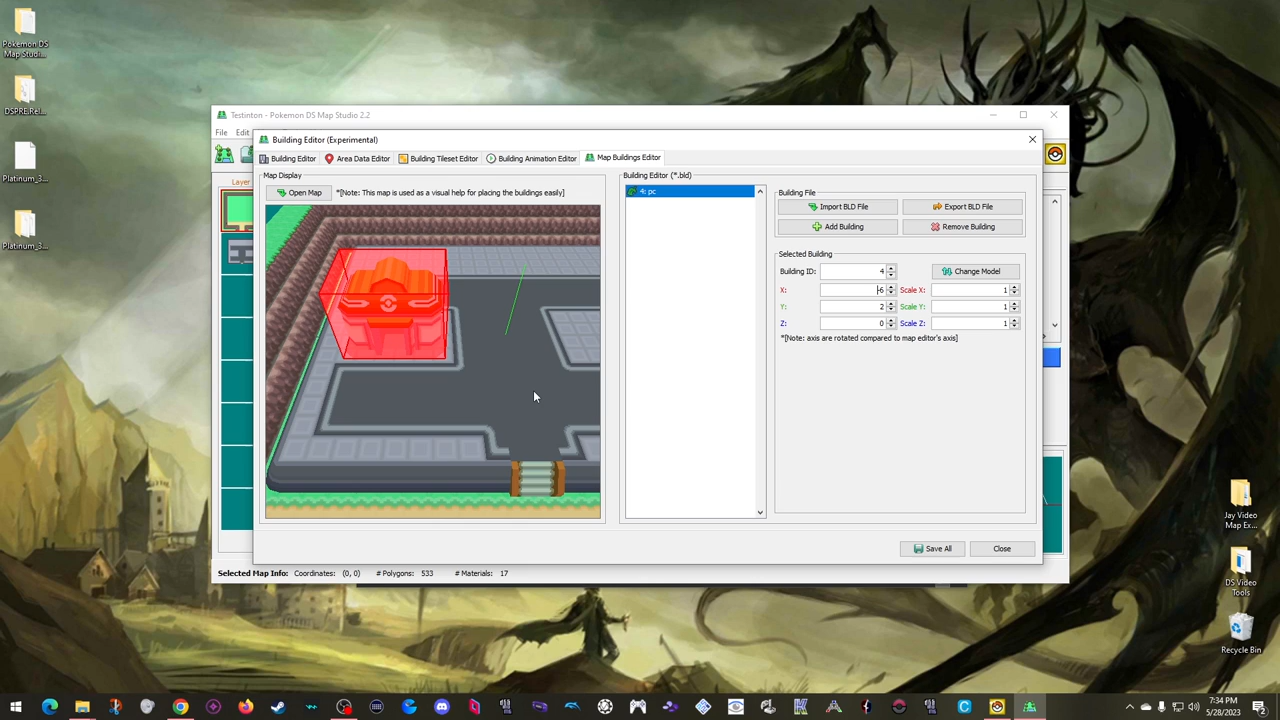 Pokemon DS
Map Studi...
DSPRE.Rel...
Platinum_3...
Platinum_3...
Testinton - Pokemon DS Map Studio 2.2
File Edit
Layer
Building Editor (Experimental)
Building Editor Area Data Editor Building Tileset Editor Building Animation Editor Map Buildings Editor
Map Display
Open Map *[Note: This map is used as a visual help for placing the buildings easily]
Building Editor (*.bld)
4: pc
Building File
Import BLD File Export BLD File
Add Building Remove Building
Selected Building
Building ID: 4 Change Model
X: -6 Scale X: 1
Y: 2 Scale Y: 1
Z: 0 Scale Z: 1
*[Note: axis are rotated compared to map editor's axis]
Save All Close
Selected Map Info: Coordinates: (0, 0) # Polygons: 533 # Materials: 17
Jay Video
Map Ex...
DS Video
Tools
Recycle Bin
7:34 PM
5/28/2023